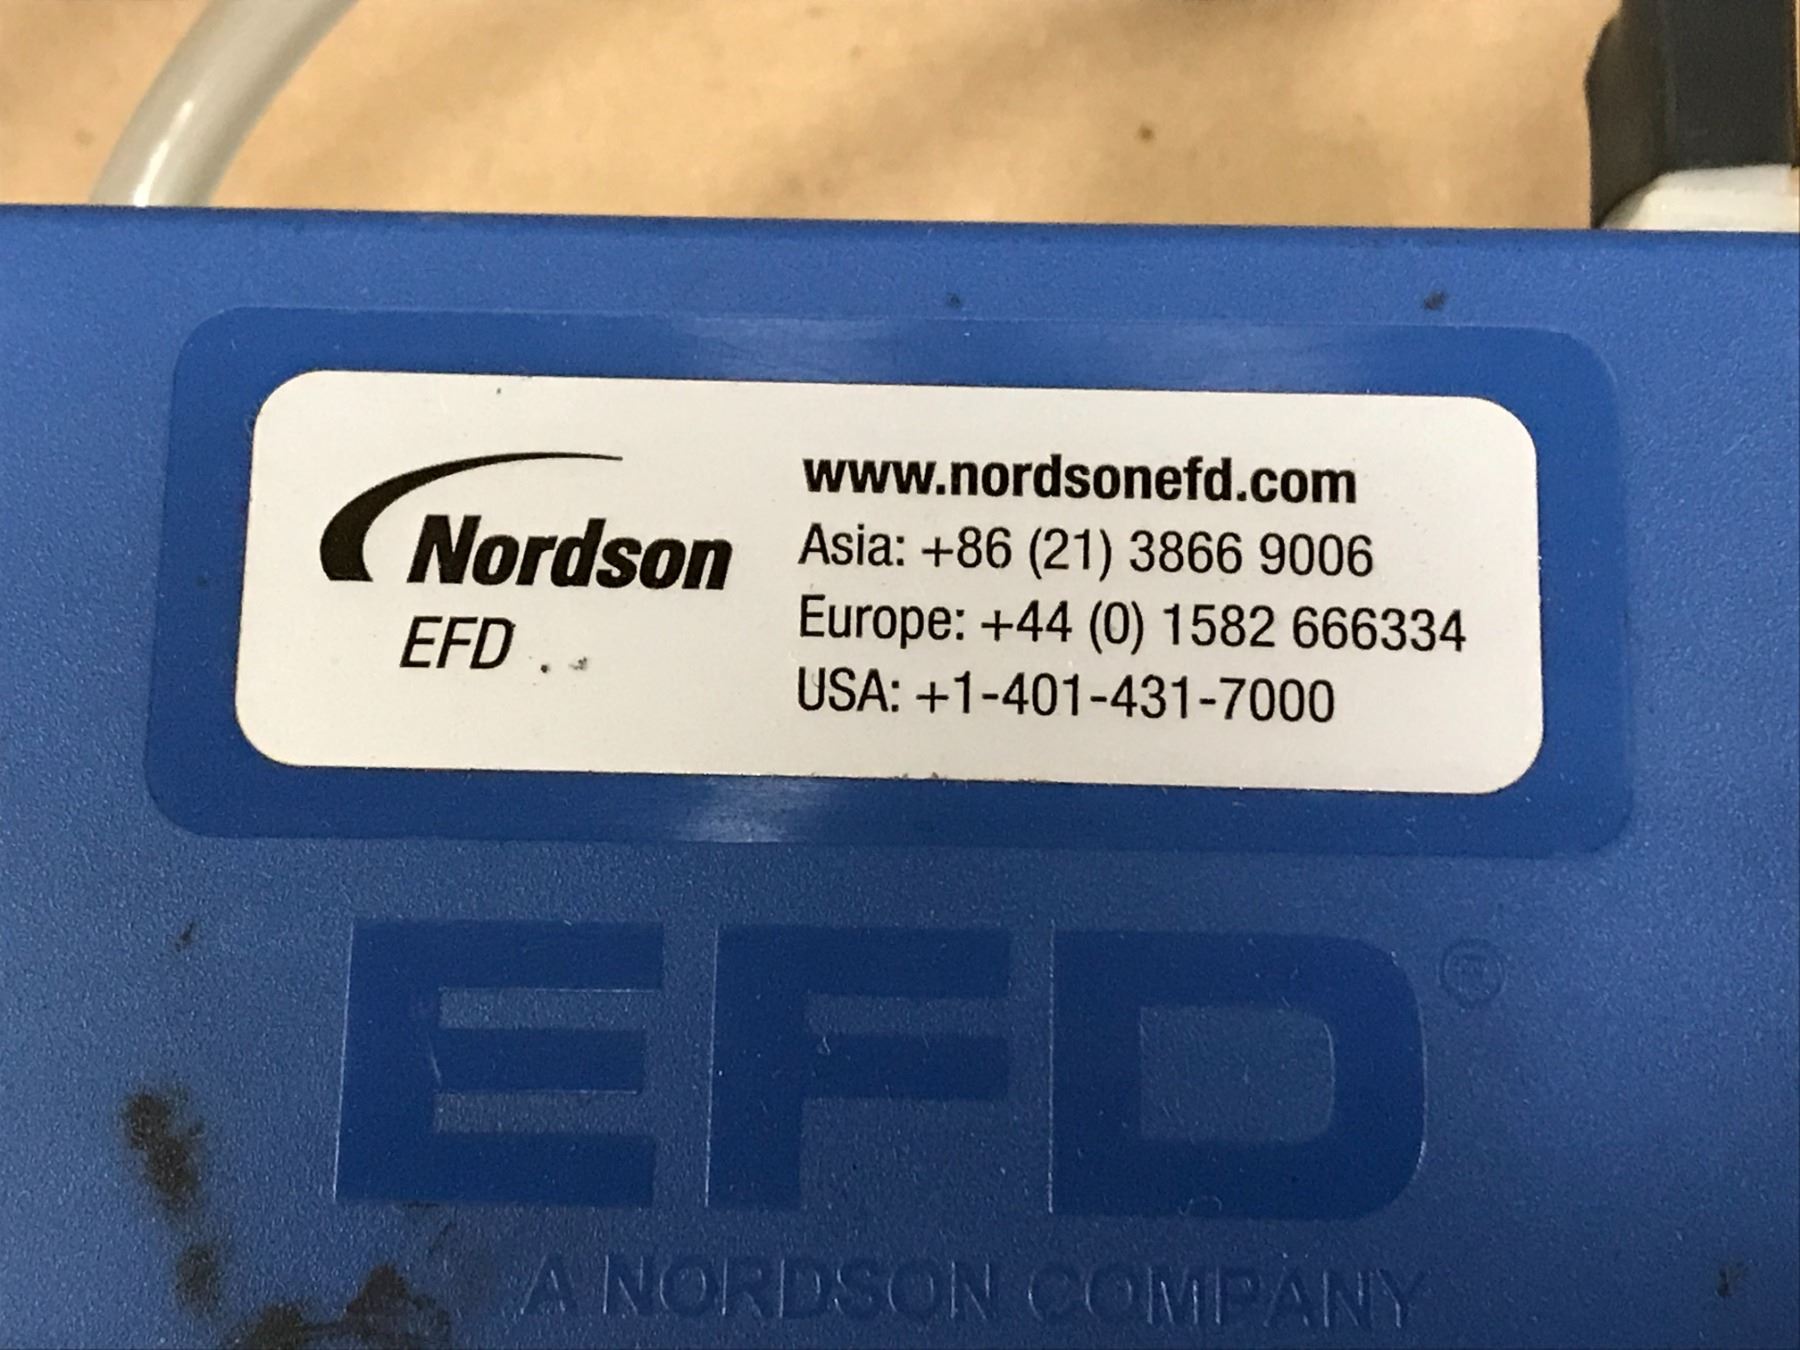 Nordson
EFD
www.nordsonefd.com
Asia: +86 (21) 3866 9006
Europe: +44 (0) 1582 666334
USA: +1-401-431-7000
EFD®
A NORDSON COMPANY